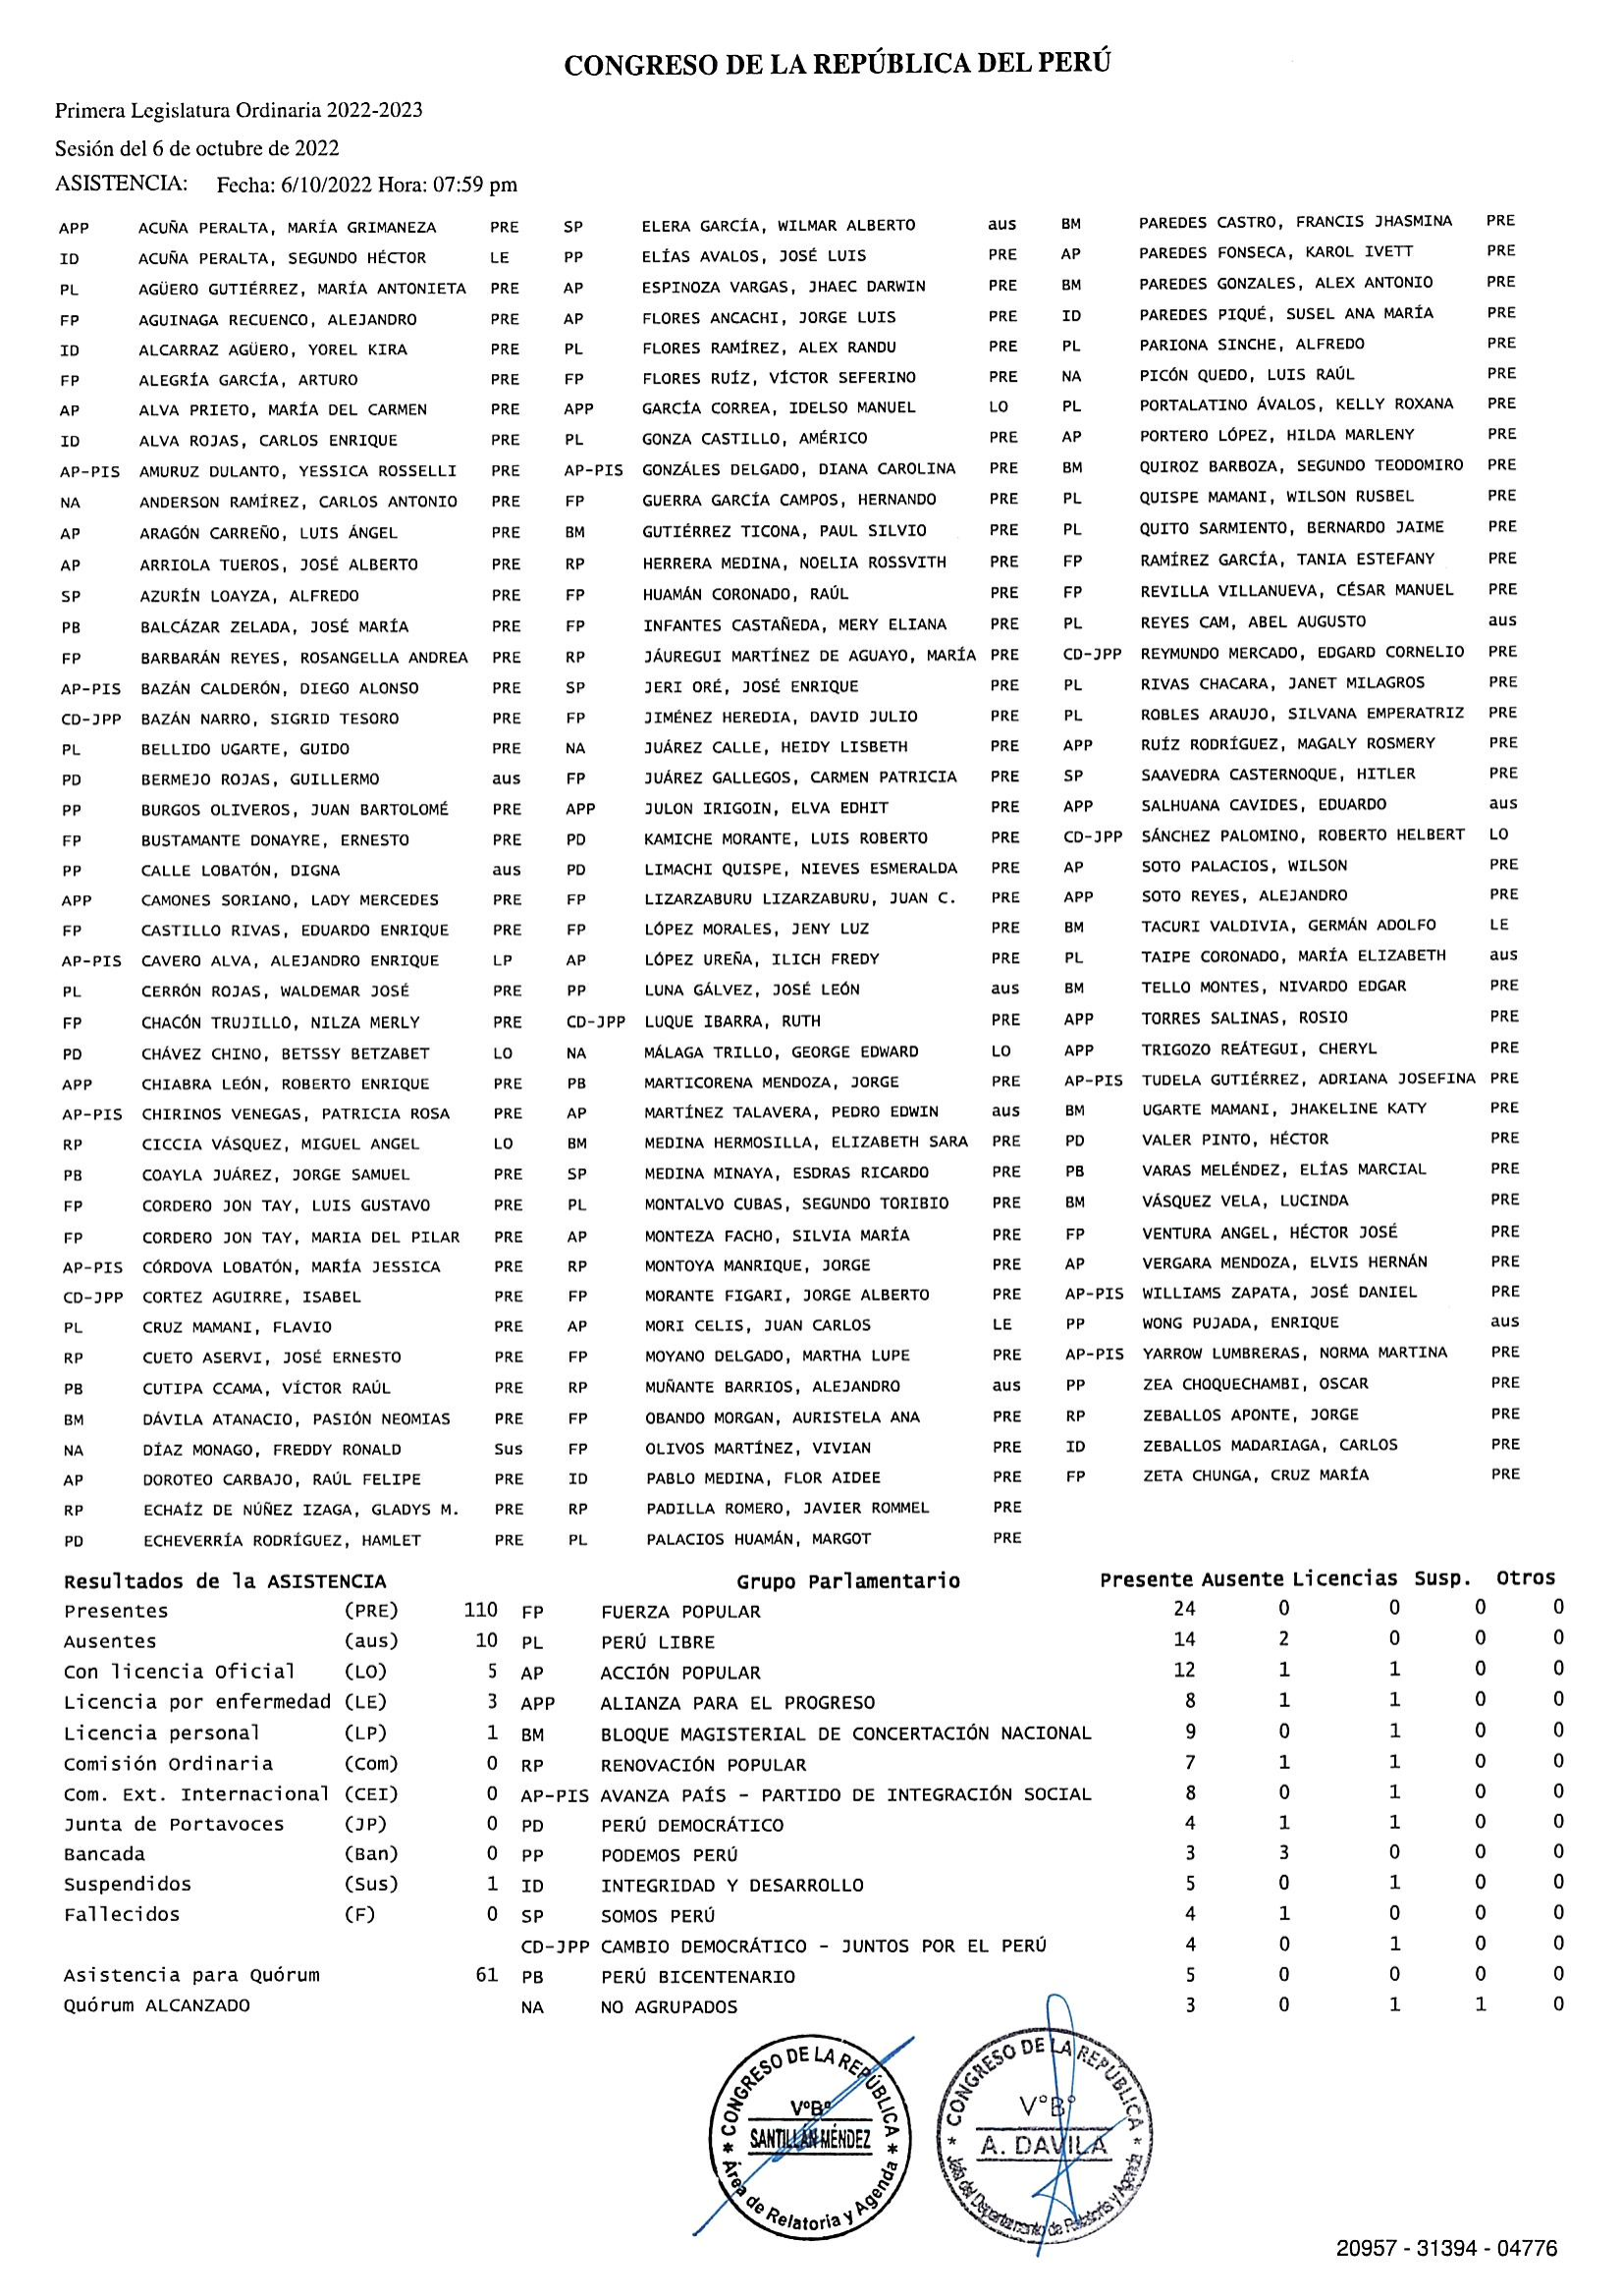 CONGRESO DE LA REPÚBLICA DEL PERÚ
Primera Legislatura Ordinaria 2022-2023
Sesión del 6 de octubre de 2022
ASISTENCIA: Fecha: 6/10/2022 Hora: 07:59 pm
APP ACUÑA PERALTA, MARÍA GRIMANEZA PRE SP ELERA GARCÍA, WILMAR ALBERTO aus BM PAREDES CASTRO, FRANCIS JHASMINA PRE
ID ACUÑA PERALTA, SEGUNDO HÉCTOR LE PP ELÍAS AVALOS, JOSÉ LUIS PRE AP PAREDES FONSECA, KAROL IVETT PRE
PL AGÜERO GUTIÉRREZ, MARÍA ANTONIETA PRE AP ESPINOZA VARGAS, JHAEC DARWIN PRE BM PAREDES GONZALES, ALEX ANTONIO PRE
FP AGUINAGA RECUENCO, ALEJANDRO PRE AP FLORES ANCACHI, JORGE LUIS PRE ID PAREDES PIQUÉ, SUSEL ANA MARÍA PRE
ID ALCARRAZ AGÜERO, YOREL KIRA PRE PL FLORES RAMÍREZ, ALEX RANDU PRE PL PARIONA SINCHE, ALFREDO PRE
FP ALEGRÍA GARCÍA, ARTURO PRE FP FLORES RUÍZ, VÍCTOR SEFERINO PRE NA PICÓN QUEDO, LUIS RAÚL PRE
AP ALVA PRIETO, MARÍA DEL CARMEN PRE APP GARCÍA CORREA, IDELSO MANUEL LO PL PORTALATINO ÁVALOS, KELLY ROXANA PRE
ID ALVA ROJAS, CARLOS ENRIQUE PRE PL GONZA CASTILLO, AMÉRICO PRE AP PORTERO LÓPEZ, HILDA MARLENY PRE
AP-PIS AMURUZ DULANTO, YESSICA ROSSELLI PRE AP-PIS GONZÁLES DELGADO, DIANA CAROLINA PRE BM QUIROZ BARBOZA, SEGUNDO TEODOMIRO PRE
NA ANDERSON RAMÍREZ, CARLOS ANTONIO PRE FP GUERRA GARCÍA CAMPOS, HERNANDO PRE PL QUISPE MAMANI, WILSON RUSBEL PRE
AP ARAGÓN CARREÑO, LUIS ÁNGEL PRE BM GUTIÉRREZ TICONA, PAUL SILVIO PRE PL QUITO SARMIENTO, BERNARDO JAIME PRE
AP ARRIOLA TUEROS, JOSÉ ALBERTO PRE RP HERRERA MEDINA, NOELIA ROSSVITH PRE FP RAMÍREZ GARCÍA, TANIA ESTEFANY PRE
SP AZURÍN LOAYZA, ALFREDO PRE FP HUAMÁN CORONADO, RAÚL PRE FP REVILLA VILLANUEVA, CÉSAR MANUEL PRE
PB BALCÁZAR ZELADA, JOSÉ MARÍA PRE FP INFANTES CASTAÑEDA, MERY ELIANA PRE PL REYES CAM, ABEL AUGUSTO aus
FP BARBARÁN REYES, ROSANGELLA ANDREA PRE RP JÁUREGUI MARTÍNEZ DE AGUAYO, MARÍA PRE CD-JPP REYMUNDO MERCADO, EDGARD CORNELIO PRE
AP-PIS BAZÁN CALDERÓN, DIEGO ALONSO PRE SP JERI ORÉ, JOSÉ ENRIQUE PRE PL RIVAS CHACARA, JANET MILAGROS PRE
CD-JPP BAZÁN NARRO, SIGRID TESORO PRE FP JIMÉNEZ HEREDIA, DAVID JULIO PRE PL ROBLES ARAUJO, SILVANA EMPERATRIZ PRE
PL BELLIDO UGARTE, GUIDO PRE NA JUÁREZ CALLE, HEIDY LISBETH PRE APP RUÍZ RODRÍGUEZ, MAGALY ROSMERY PRE
PD BERMEJO ROJAS, GUILLERMO aus FP JUÁREZ GALLEGOS, CARMEN PATRICIA PRE SP SAAVEDRA CASTERNOQUE, HITLER PRE
PP BURGOS OLIVEROS, JUAN BARTOLOMÉ PRE APP JULON IRIGOIN, ELVA EDHIT PRE APP SALHUANA CAVIDES, EDUARDO aus
FP BUSTAMANTE DONAYRE, ERNESTO PRE PD KAMICHE MORANTE, LUIS ROBERTO PRE CD-JPP SÁNCHEZ PALOMINO, ROBERTO HELBERT LO
PP CALLE LOBATÓN, DIGNA aus PD LIMACHI QUISPE, NIEVES ESMERALDA PRE AP SOTO PALACIOS, WILSON PRE
APP CAMONES SORIANO, LADY MERCEDES PRE FP LIZARZABURU LIZARZABURU, JUAN C. PRE APP SOTO REYES, ALEJANDRO PRE
FP CASTILLO RIVAS, EDUARDO ENRIQUE PRE FP LÓPEZ MORALES, JENY LUZ PRE BM TACURI VALDIVIA, GERMÁN ADOLFO LE
AP-PIS CAVERO ALVA, ALEJANDRO ENRIQUE LP AP LÓPEZ UREÑA, ILICH FREDY PRE PL TAIPE CORONADO, MARÍA ELIZABETH aus
PL CERRÓN ROJAS, WALDEMAR JOSÉ PRE PP LUNA GÁLVEZ, JOSÉ LEÓN aus BM TELLO MONTES, NIVARDO EDGAR PRE
FP CHACÓN TRUJILLO, NILZA MERLY PRE CD-JPP LUQUE IBARRA, RUTH PRE APP TORRES SALINAS, ROSIO PRE
PD CHÁVEZ CHINO, BETSSY BETZABET LO NA MÁLAGA TRILLO, GEORGE EDWARD LO APP TRIGOZO REÁTEGUI, CHERYL PRE
APP CHIABRA LEÓN, ROBERTO ENRIQUE PRE PB MARTICORENA MENDOZA, JORGE PRE AP-PIS TUDELA GUTIÉRREZ, ADRIANA JOSEFINA PRE
AP-PIS CHIRINOS VENEGAS, PATRICIA ROSA PRE AP MARTÍNEZ TALAVERA, PEDRO EDWIN aus BM UGARTE MAMANI, JHAKELINE KATY PRE
RP CICCIA VÁSQUEZ, MIGUEL ANGEL LO BM MEDINA HERMOSILLA, ELIZABETH SARA PRE PD VALER PINTO, HÉCTOR PRE
PB COAYLA JUÁREZ, JORGE SAMUEL PRE SP MEDINA MINAYA, ESDRAS RICARDO PRE PB VARAS MELÉNDEZ, ELÍAS MARCIAL PRE
FP CORDERO JON TAY, LUIS GUSTAVO PRE PL MONTALVO CUBAS, SEGUNDO TORIBIO PRE BM VÁSQUEZ VELA, LUCINDA PRE
FP CORDERO JON TAY, MARIA DEL PILAR PRE AP MONTEZA FACHO, SILVIA MARÍA PRE FP VENTURA ANGEL, HÉCTOR JOSÉ PRE
AP-PIS CÓRDOVA LOBATÓN, MARÍA JESSICA PRE RP MONTOYA MANRIQUE, JORGE PRE AP VERGARA MENDOZA, ELVIS HERNÁN PRE
CD-JPP CORTEZ AGUIRRE, ISABEL PRE FP MORANTE FIGARI, JORGE ALBERTO PRE AP-PIS WILLIAMS ZAPATA, JOSÉ DANIEL PRE
PL CRUZ MAMANI, FLAVIO PRE AP MORI CELIS, JUAN CARLOS LE PP WONG PUJADA, ENRIQUE aus
RP CUETO ASERVI, JOSÉ ERNESTO PRE FP MOYANO DELGADO, MARTHA LUPE PRE AP-PIS YARROW LUMBRERAS, NORMA MARTINA PRE
PB CUTIPA CCAMA, VÍCTOR RAÚL PRE RP MUÑANTE BARRIOS, ALEJANDRO aus PP ZEA CHOQUECHAMBI, OSCAR PRE
BM DÁVILA ATANACIO, PASIÓN NEOMIAS PRE FP OBANDO MORGAN, AURISTELA ANA PRE RP ZEBALLOS APONTE, JORGE PRE
NA DÍAZ MONAGO, FREDDY RONALD Sus FP OLIVOS MARTÍNEZ, VIVIAN PRE ID ZEBALLOS MADARIAGA, CARLOS PRE
AP DOROTEO CARBAJO, RAÚL FELIPE PRE ID PABLO MEDINA, FLOR AIDEE PRE FP ZETA CHUNGA, CRUZ MARÍA PRE
RP ECHAÍZ DE NÚÑEZ IZAGA, GLADYS M. PRE RP PADILLA ROMERO, JAVIER ROMMEL PRE
PD ECHEVERRÍA RODRÍGUEZ, HAMLET PRE PL PALACIOS HUAMÁN, MARGOT PRE
Resultados de la ASISTENCIA Grupo Parlamentario Presente Ausente Licencias Susp. Otros
Presentes (PRE) 110 FP FUERZA POPULAR 24 0 0 0 0
Ausentes (aus) 10 PL PERÚ LIBRE 14 2 0 0 0
Con licencia Oficial (LO) 5 AP ACCIÓN POPULAR 12 1 1 0 0
Licencia por enfermedad (LE) 3 APP ALIANZA PARA EL PROGRESO 8 1 1 0 0
Licencia personal (LP) 1 BM BLOQUE MAGISTERIAL DE CONCERTACIÓN NACIONAL 9 0 1 0 0
Comisión Ordinaria (Com) 0 RP RENOVACIÓN POPULAR 7 1 1 0 0
Com. Ext. Internacional (CEI) 0 AP-PIS AVANZA PAÍS - PARTIDO DE INTEGRACIÓN SOCIAL 8 0 1 0 0
Junta de Portavoces (JP) 0 PD PERÚ DEMOCRÁTICO 4 1 1 0 0
Bancada (Ban) 0 PP PODEMOS PERÚ 3 3 0 0 0
Suspendidos (Sus) 1 ID INTEGRIDAD Y DESARROLLO 5 0 1 0 0
Fallecidos (F) 0 SP SOMOS PERÚ 4 1 0 0 0
CD-JPP CAMBIO DEMOCRÁTICO - JUNTOS POR EL PERÚ 4 0 1 0 0
Asistencia para Quórum 61 PB PERÚ BICENTENARIO 5 0 0 0 0
Quórum ALCANZADO NA NO AGRUPADOS 3 0 1 1 0
CONGRESO DE LA REPÚBLICA
V°B°
SANTILLÁN MÉNDEZ
Área de Relatoría y Agenda
CONGRESO DE LA REPÚBLICA
V°B°
A. DAVILA
Jefa del Departamento de Relatoría y Agenda
20957 - 31394 - 04776